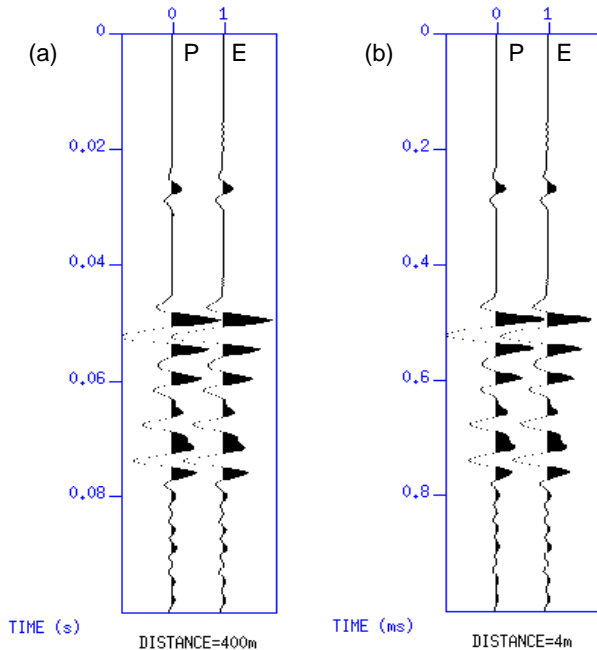 0 1
0
(a) P E
0.02
0.04
0.06
0.08
TIME (s)
DISTANCE=400m
0 1
0
(b) P E
0.2
0.4
0.6
0.8
TIME (ms)
DISTANCE=4m